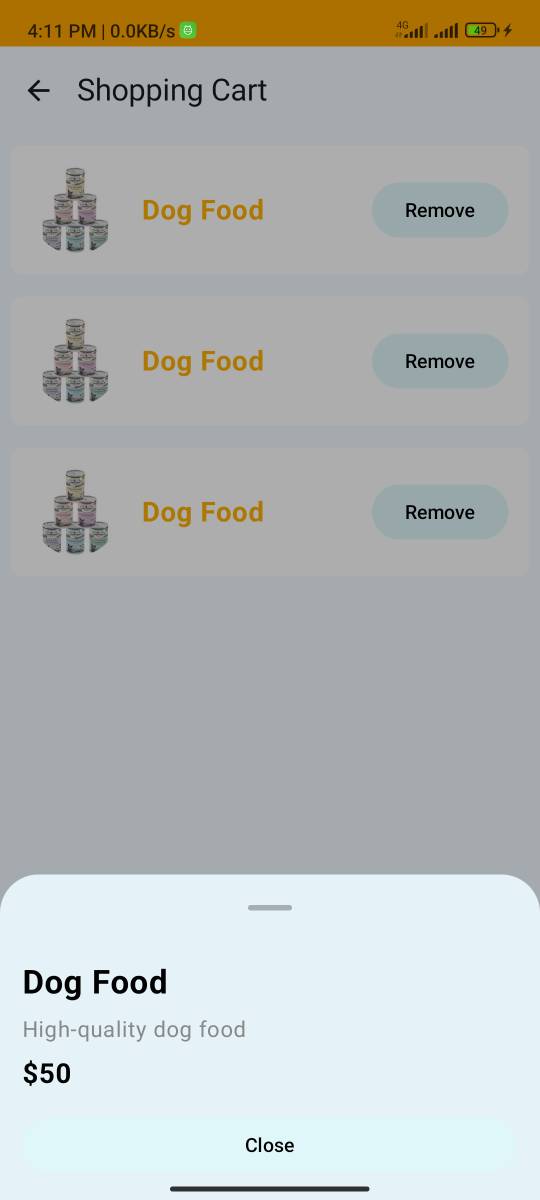 4:11 PM | 0.0KB/s
4G
49
Shopping Cart
Dog Food
Remove
Dog Food
Remove
Dog Food
Remove
Dog Food
High-quality dog food
$50
Close